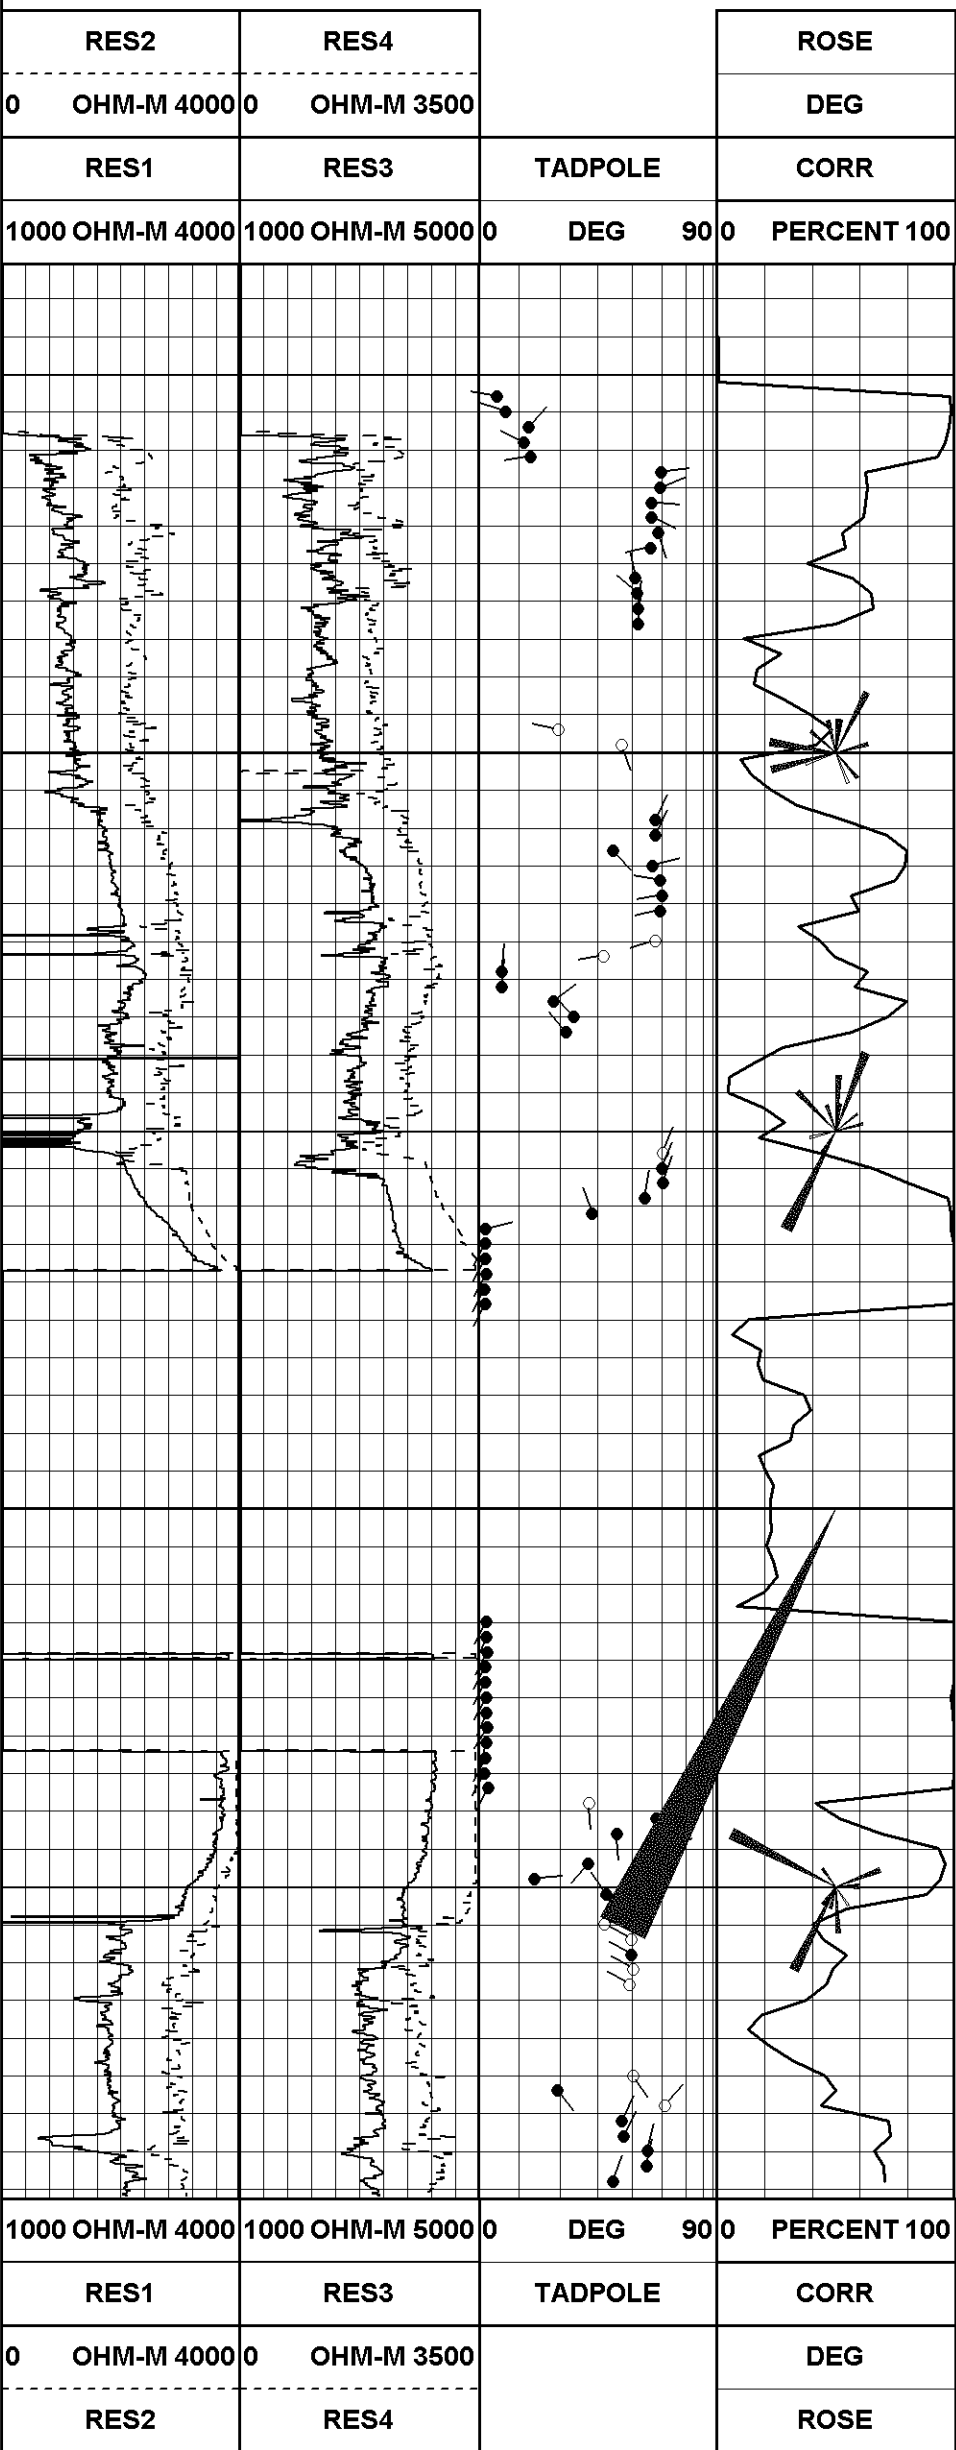 RES2 RES4 ROSE
0 OHM-M 4000 0 OHM-M 3500 DEG
RES1 RES3 TADPOLE CORR
1000 OHM-M 4000 1000 OHM-M 5000 0 DEG 90 0 PERCENT 100
1000 OHM-M 4000 1000 OHM-M 5000 0 DEG 90 0 PERCENT 100
RES1 RES3 TADPOLE CORR
0 OHM-M 4000 0 OHM-M 3500 DEG
RES2 RES4 ROSE